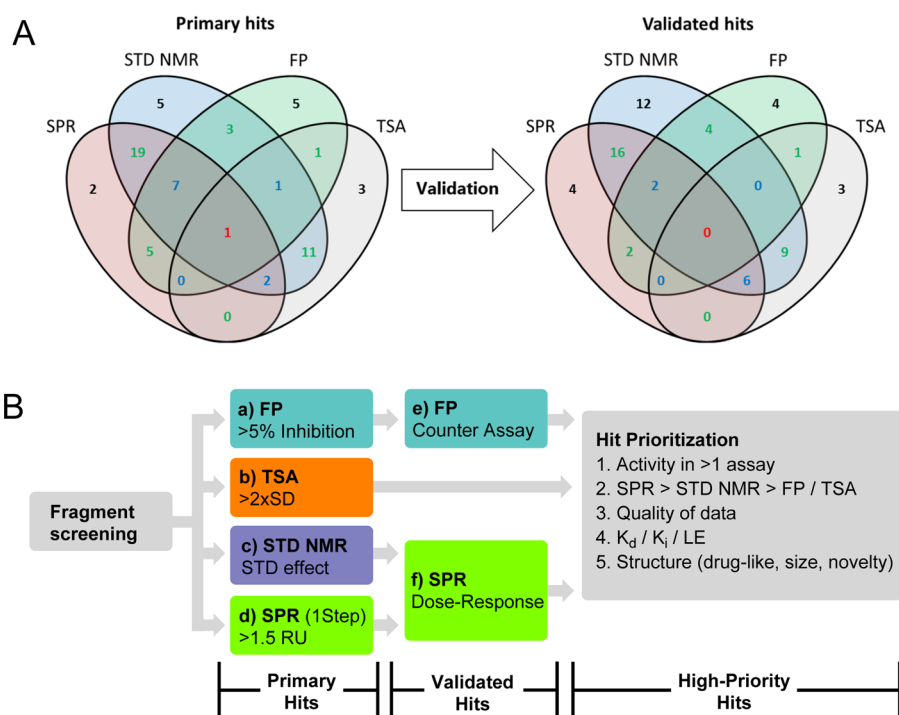 A
Primary hits
Validated hits
STD NMR
FP
SPR
TSA
5
5
3
19
1
2
7
1
3
1
5
11
0
2
0
Validation
STD NMR
FP
SPR
TSA
12
4
4
16
1
4
2
0
3
0
2
9
0
6
0
B
Fragment
screening
a) FP
>5% Inhibition
b) TSA
>2xSD
c) STD NMR
STD effect
d) SPR (1Step)
>1.5 RU
e) FP
Counter Assay
f) SPR
Dose-Response
Hit Prioritization
1. Activity in >1 assay
2. SPR > STD NMR > FP / TSA
3. Quality of data
4. Kd / Ki / LE
5. Structure (drug-like, size, novelty)
Primary
Hits
Validated
Hits
High-Priority
Hits